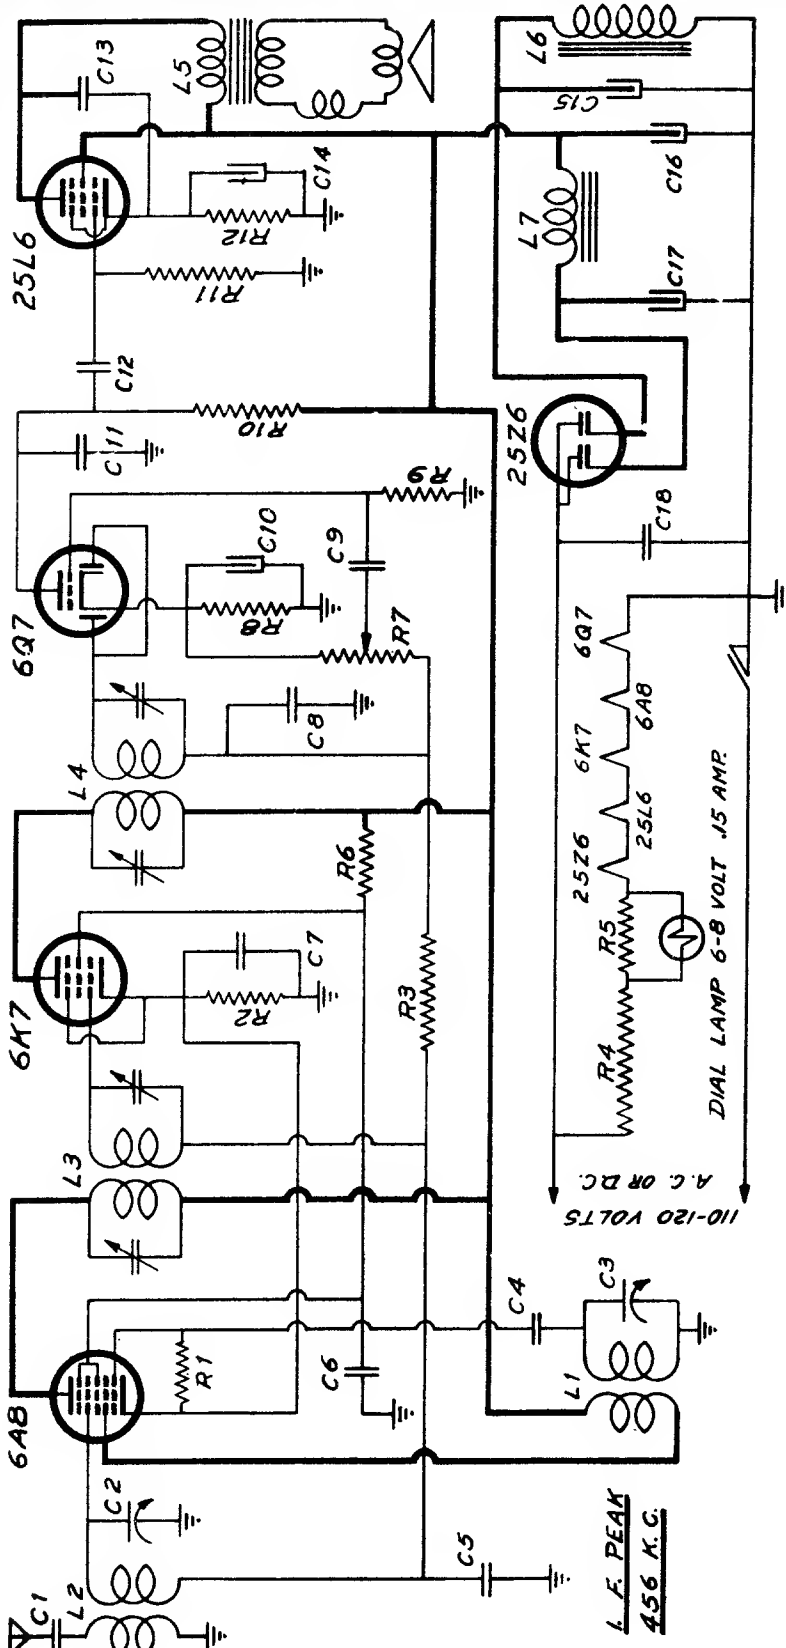 6A8
6K7
6Q7
25L6
C1
L2
C2
R1
L3
R2
C7
L4
R6
C8
R8
C10
R7
C9
R9
C11
R10
C12
R11
R12
C14
C13
L5
C5
C6
R3
C4
L1
C3
I. F. PEAK
456 K.C.
110-120 VOLTS
A.C. OR D.C.
R4
R5
25Z6
25L6
6K7
6A8
6Q7
DIAL LAMP 6-8 VOLT .15 AMP.
C18
25Z6
L7
C17
C16
C15
L6